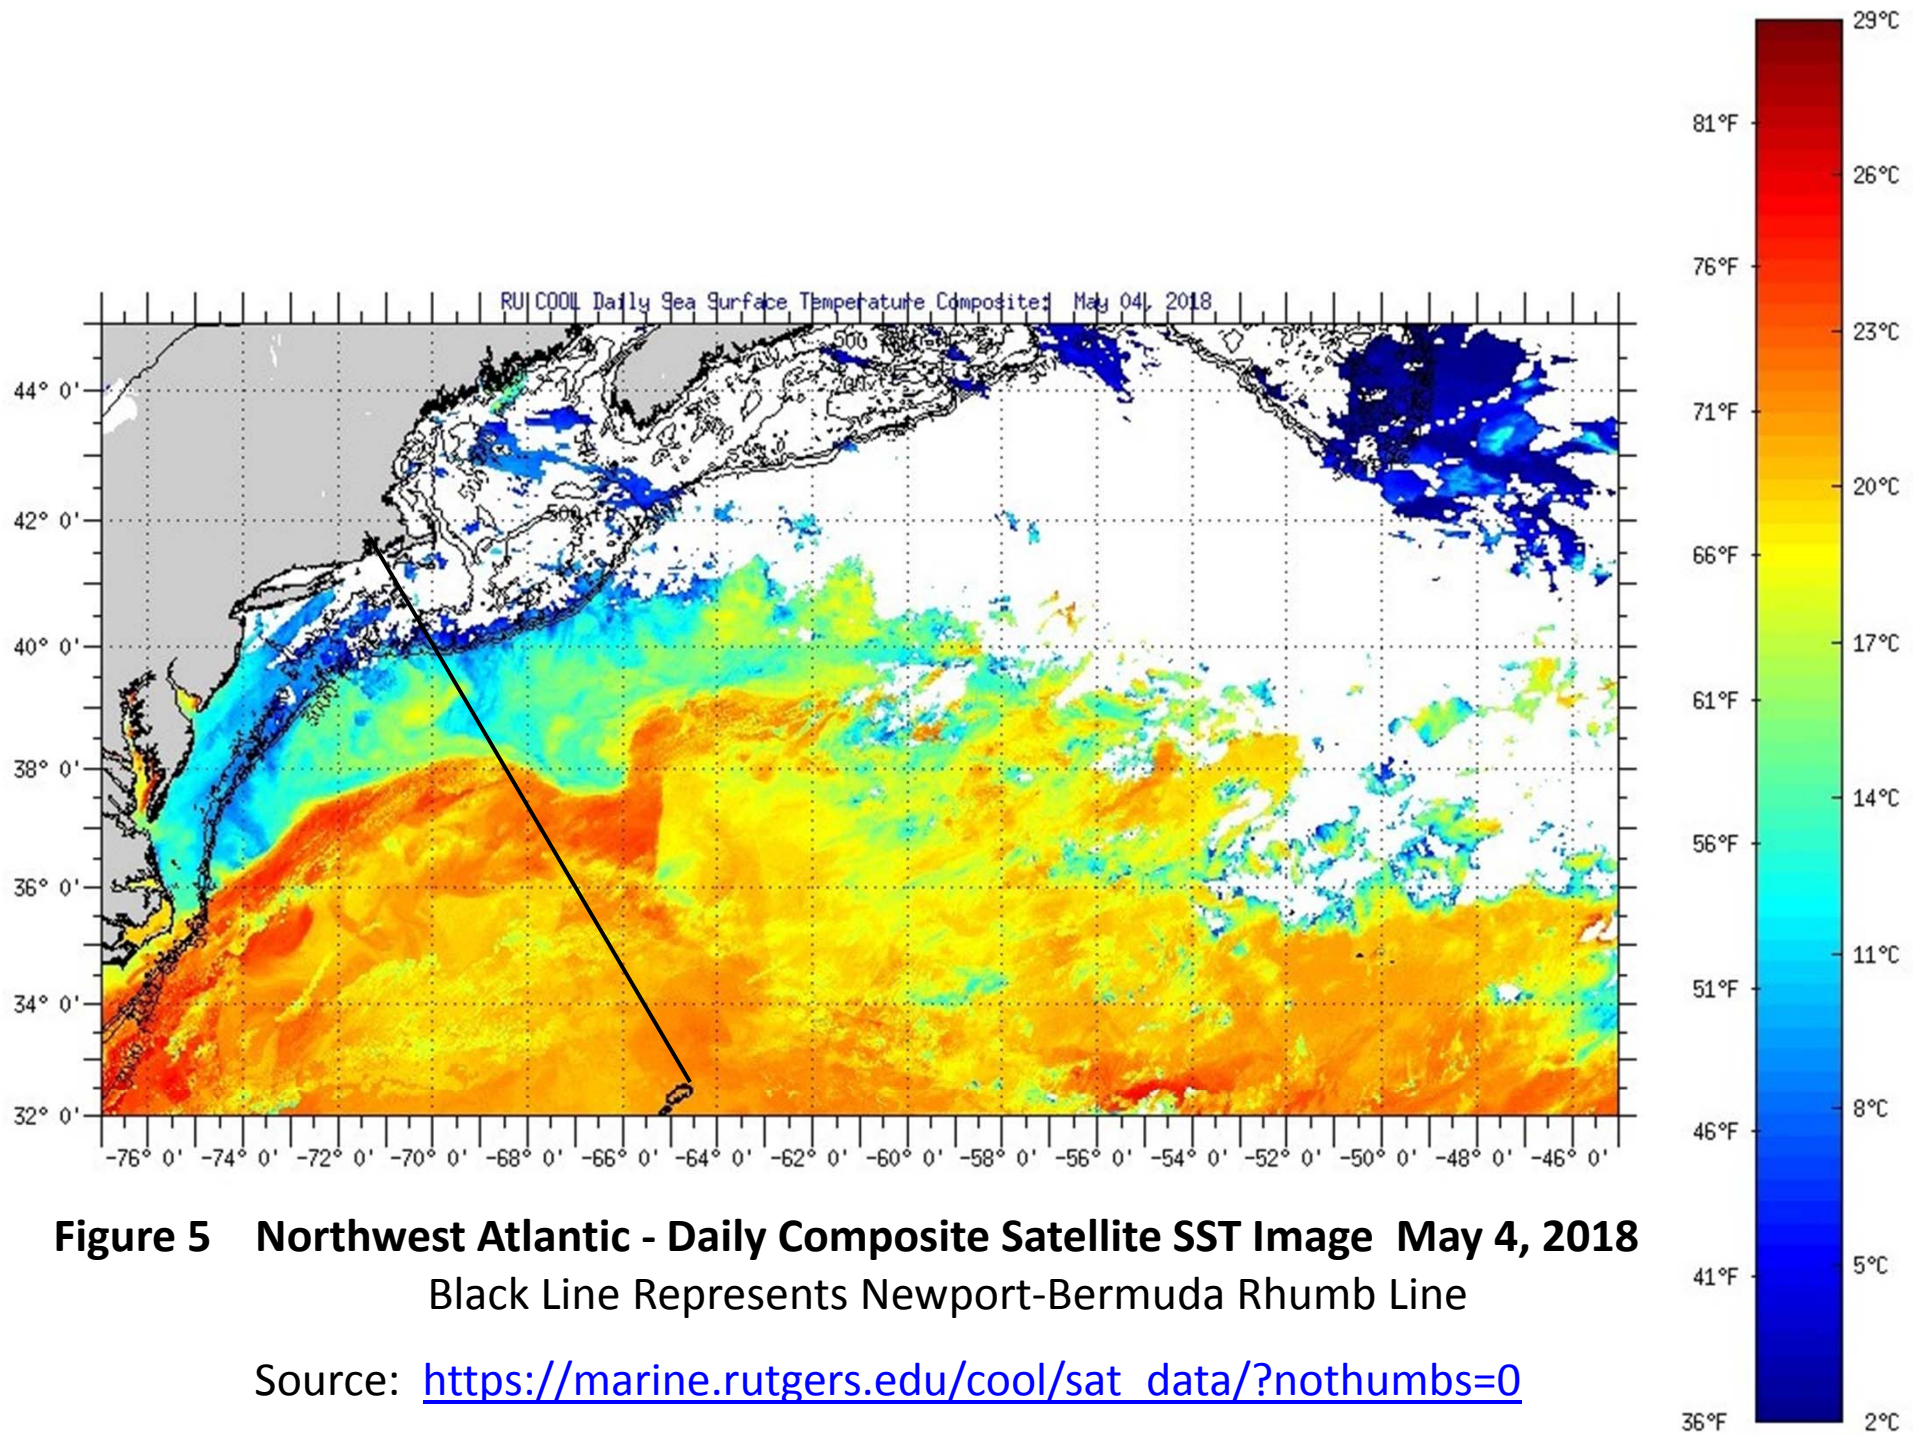 RU COOL Daily Sea Surface Temperature Composite: May 04, 2018
44° 0'
42° 0'
40° 0'
38° 0'
36° 0'
34° 0'
32° 0'
-76° 0' -74° 0' -72° 0' -70° 0' -68° 0' -66° 0' -64° 0' -62° 0' -60° 0' -58° 0' -56° 0' -54° 0' -52° 0' -50° 0' -48° 0' -46° 0'
29°C
81°F
26°C
76°F
23°C
71°F
20°C
66°F
17°C
61°F
14°C
56°F
11°C
51°F
8°C
46°F
5°C
41°F
36°F 2°C
Figure 5 Northwest Atlantic - Daily Composite Satellite SST Image May 4, 2018
Black Line Represents Newport-Bermuda Rhumb Line
Source: https://marine.rutgers.edu/cool/sat_data/?nothumbs=0